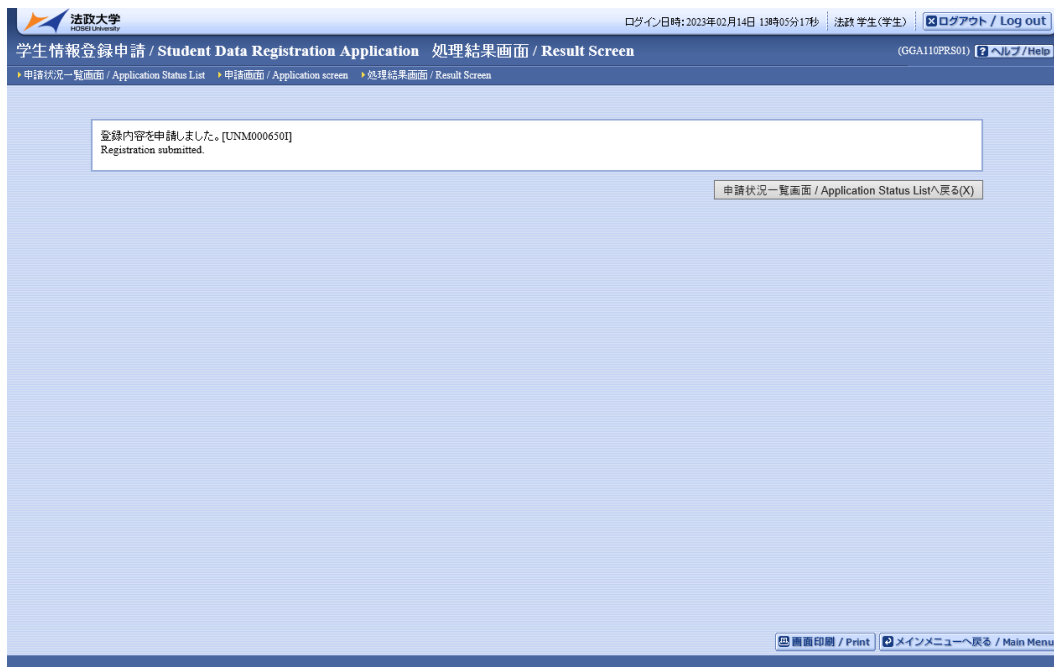 法政大学
HOSEI University
ログイン日時:2023年02月14日 13時05分17秒 法政 学生(学生) ログアウト / Log out
学生情報登録申請 / Student Data Registration Application 処理結果画面 / Result Screen (GGA110PRS01) ? ヘルプ/Help
申請状況一覧画面 / Application Status List 申請画面 / Application screen 処理結果画面 / Result Screen
登録内容を申請しました。[UNM000650I]
Registration submitted.
申請状況一覧画面 / Application Status Listへ戻る(X)
画面印刷 / Print メインメニューへ戻る / Main Menu